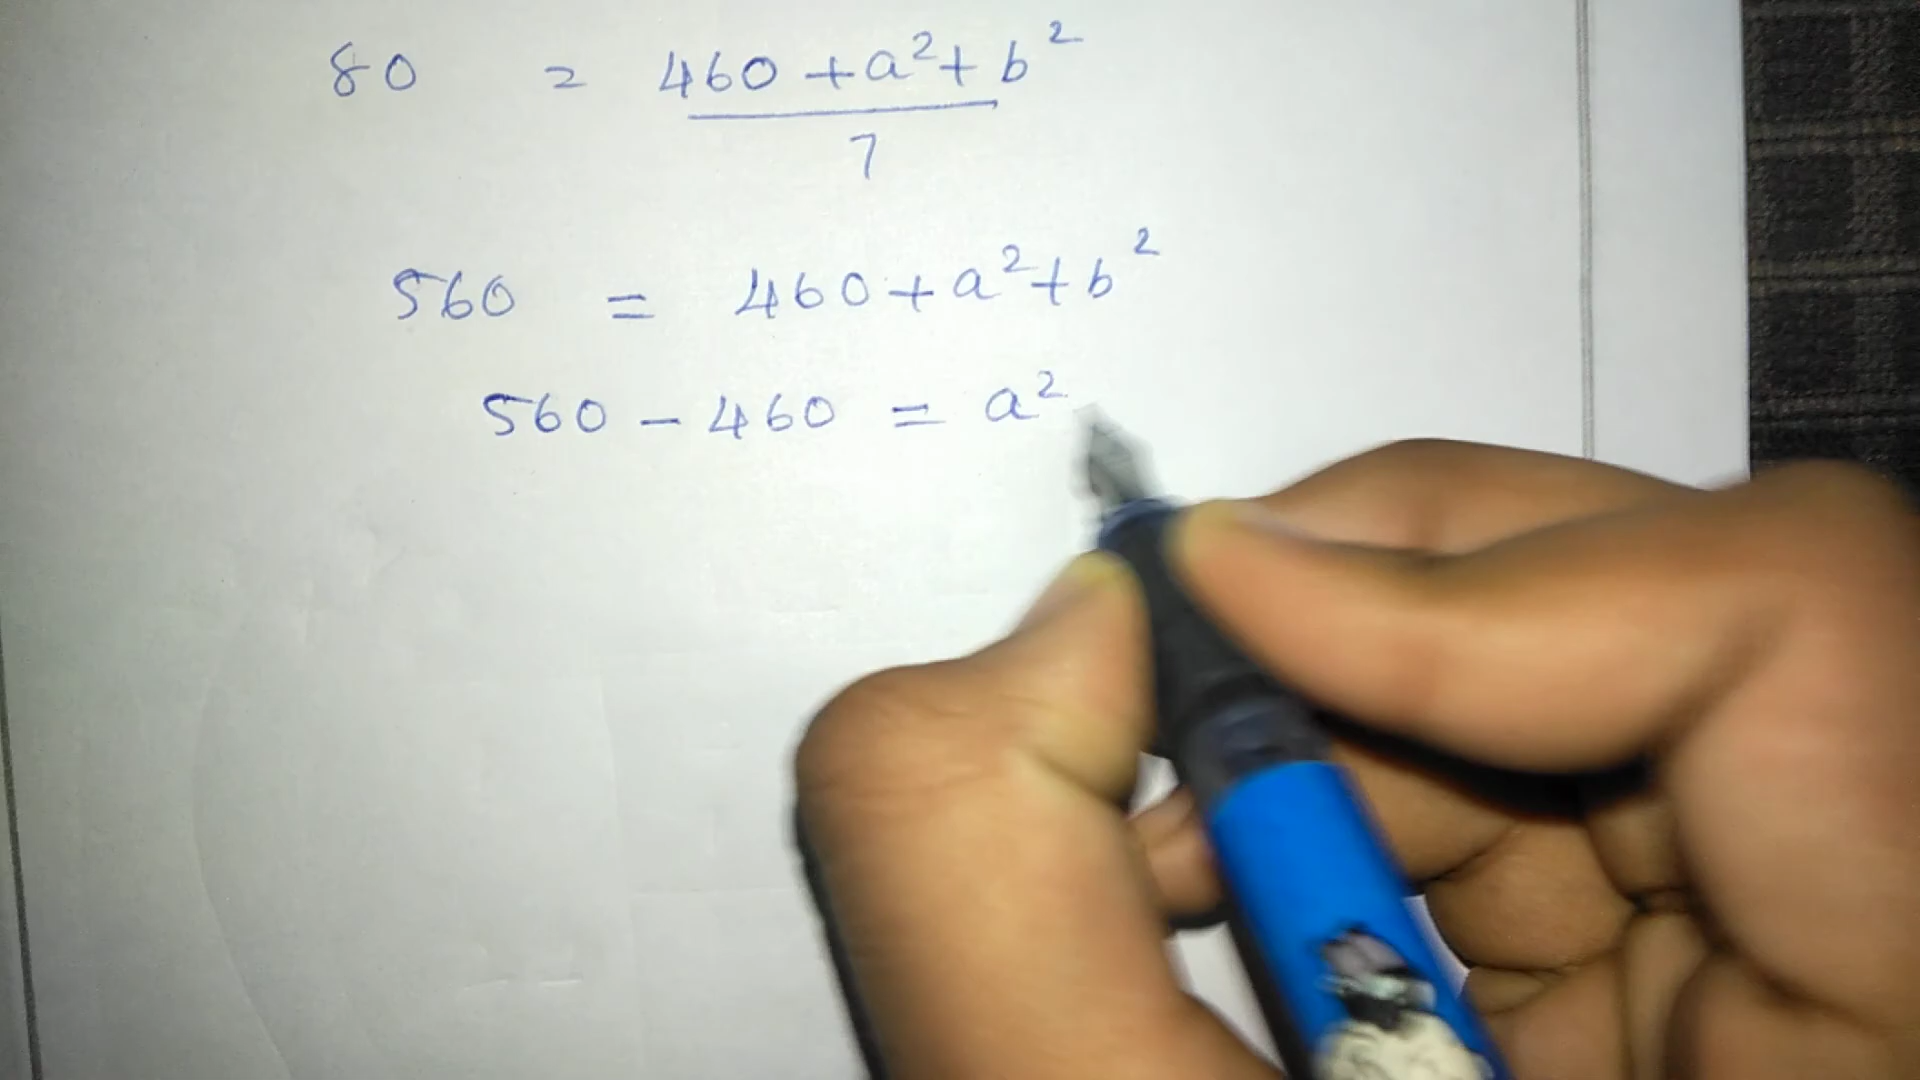 80 = 460 + a² + b²
7
560 = 460 + a² + b²
560 - 460 = a²